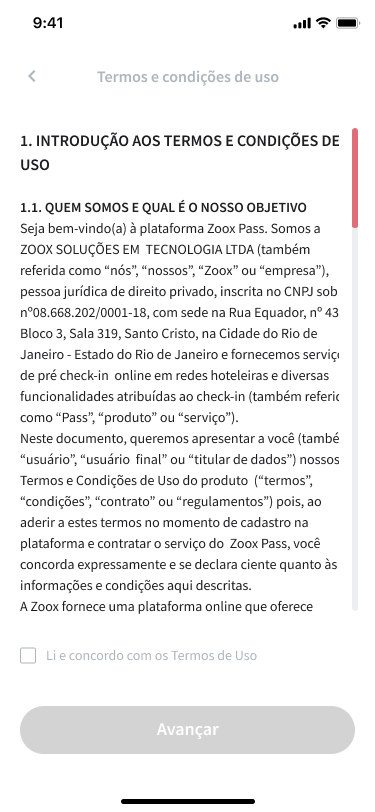 9:41
Termos e condições de uso
1. INTRODUÇÃO AOS TERMOS E CONDIÇÕES DE
USO
1.1. QUEM SOMOS E QUAL É O NOSSO OBJETIVO
Seja bem-vindo(a) à plataforma Zoox Pass. Somos a
ZOOX SOLUÇÕES EM TECNOLOGIA LTDA (também
referida como “nós”, “nossos”, “Zoox” ou “empresa”),
pessoa jurídica de direito privado, inscrita no CNPJ sob
nº08.668.202/0001-18, com sede na Rua Equador, nº 43
Bloco 3, Sala 319, Santo Cristo, na Cidade do Rio de
Janeiro - Estado do Rio de Janeiro e fornecemos serviç
de pré check-in online em redes hoteleiras e diversas
funcionalidades atribuídas ao check-in (também referid
como “Pass”, “produto” ou “serviço”).
Neste documento, queremos apresentar a você (també
“usuário”, “usuário final” ou “titular de dados”) nossos
Termos e Condições de Uso do produto (“termos”,
“condições”, “contrato” ou “regulamentos”) pois, ao
aderir a estes termos no momento de cadastro na
plataforma e contratar o serviço do Zoox Pass, você
concorda expressamente e se declara ciente quanto às
informações e condições aqui descritas.
A Zoox fornece uma plataforma online que oferece
Li e concordo com os Termos de Uso
Avançar